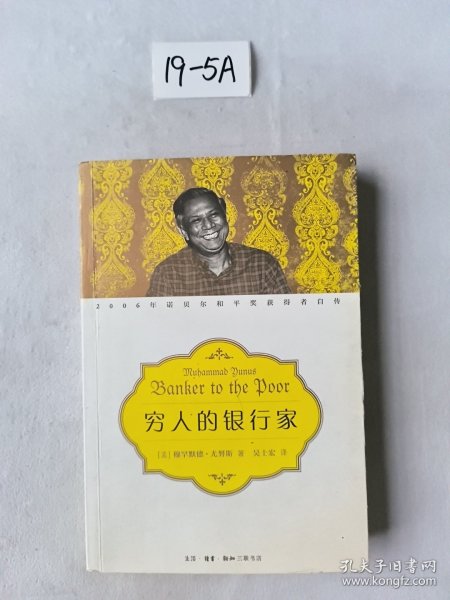 19-5A
2006年诺贝尔和平奖获得者自传
Muhammad Yunus
Banker to the Poor
穷人的银行家
[孟]穆罕默德·尤努斯 著 吴士宏 译
生活·讀書·新知三联书店
孔夫子旧书网
www.kongfz.com